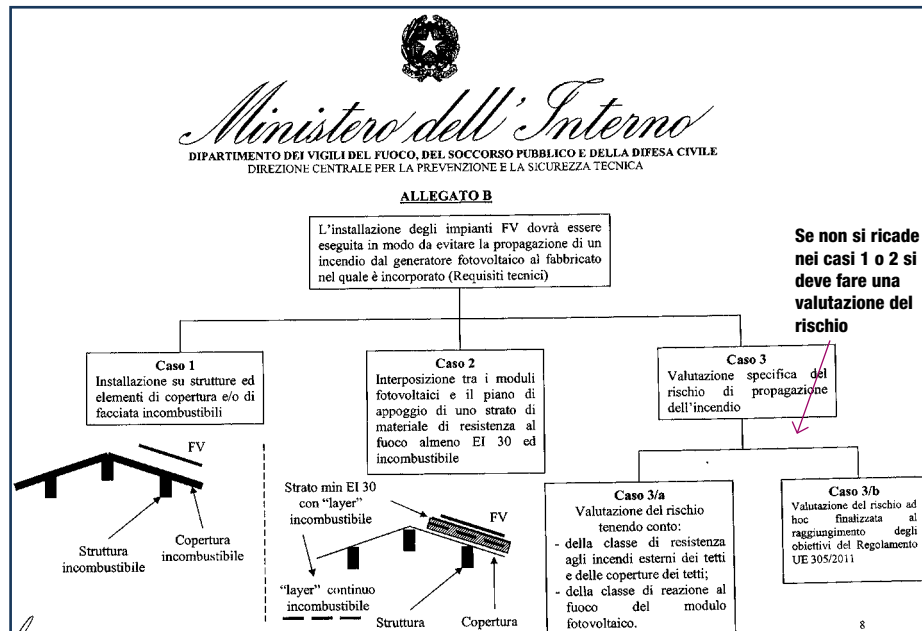 Ministero dell'Interno
DIPARTIMENTO DEI VIGILI DEL FUOCO, DEL SOCCORSO PUBBLICO E DELLA DIFESA CIVILE
DIREZIONE CENTRALE PER LA PREVENZIONE E LA SICUREZZA TECNICA
ALLEGATO B
L'installazione degli impianti FV dovrà essere
eseguita in modo da evitare la propagazione di un
incendio dal generatore fotovoltaico al fabbricato
nel quale è incorporato (Requisiti tecnici)
Se non si ricade
nei casi 1 o 2 si
deve fare una
valutazione del
rischio
Caso 1
Installazione su strutture ed
elementi di copertura e/o di
facciata incombustibili
Caso 2
Interposizione tra i moduli
fotovoltaici e il piano di
appoggio di uno strato di
materiale di resistenza al
fuoco almeno EI 30 ed
incombustibile
Caso 3
Valutazione specifica del
rischio di propagazione
dell'incendio
FV
Struttura
incombustibile
Copertura
incombustibile
Strato min EI 30
con "layer"
incombustibile
FV
"layer" continuo
incombustibile
Struttura
Copertura
Caso 3/a
Valutazione del rischio
tenendo conto:
- della classe di resistenza
agli incendi esterni dei tetti
e delle coperture dei tetti;
- della classe di reazione al
fuoco del modulo
fotovoltaico.
Caso 3/b
Valutazione del rischio ad
hoc finalizzata al
raggiungimento degli
obiettivi del Regolamento
UE 305/2011
8